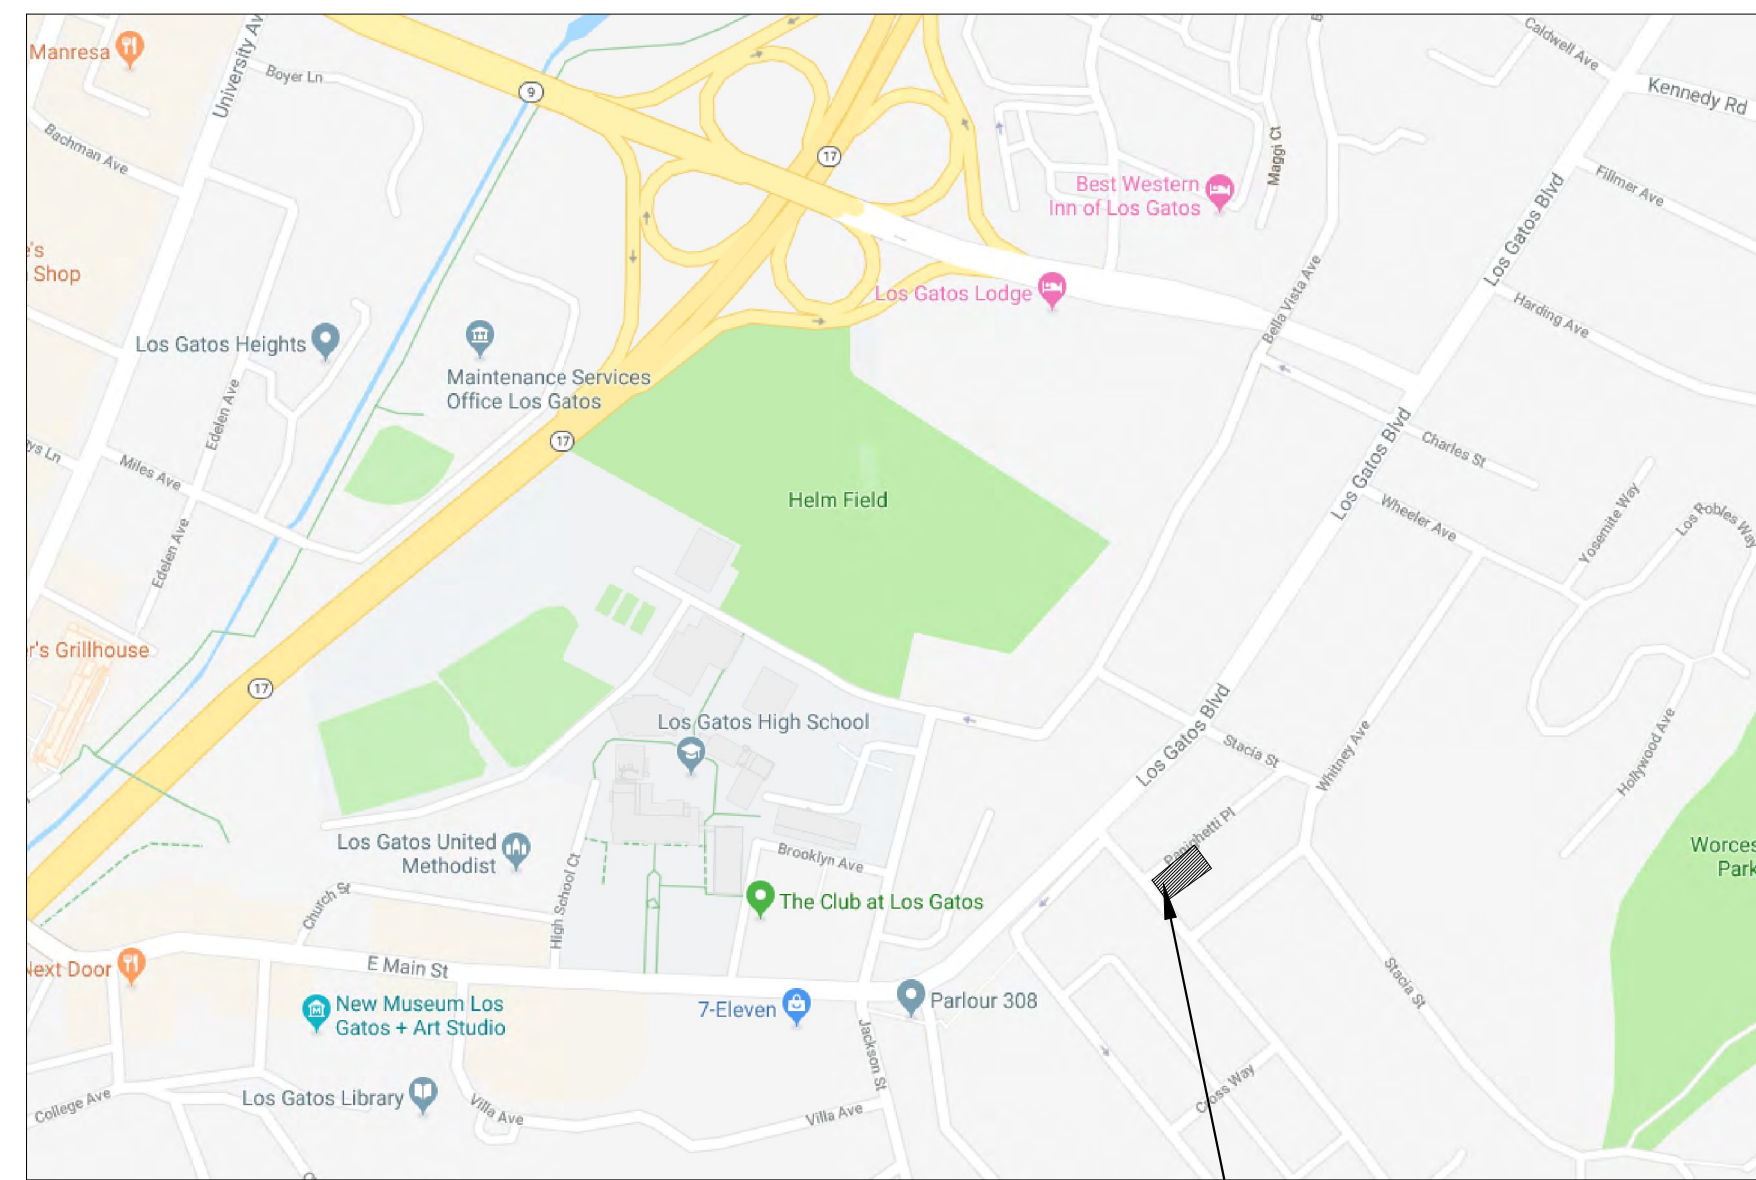 Manresa
University Av
Boyer Ln
9
Caldwell Ave
Kennedy Rd
Bachman Ave
17
Maggi Ct
Best Western
Inn of Los Gatos
Fillmer Ave
Los Gatos Blvd
e's
Shop
Los Gatos Lodge
Bella Vista Ave
Harding Ave
Los Gatos Heights
Maintenance Services
Office Los Gatos
Edelen Ave
17
Los Gatos Blvd
Charles St
ys Ln
Miles Ave
Helm Field
Wheeler Ave
Yosemite Way
Los Robles Way
Edelen Ave
r's Grillhouse
17
Los Gatos High School
Los Gatos Blvd
Stacia St
Whitney Ave
Hollywood Ave
Panighetti Pl
Los Gatos United
Methodist
Brooklyn Ave
Worces
Park
Church St
High School Ct
The Club at Los Gatos
Next Door
E Main St
Stacia St
New Museum Los
Gatos + Art Studio
7-Eleven
Parlour 308
Jackson St
College Ave
Los Gatos Library
Villa Ave
Villa Ave
Cross Way